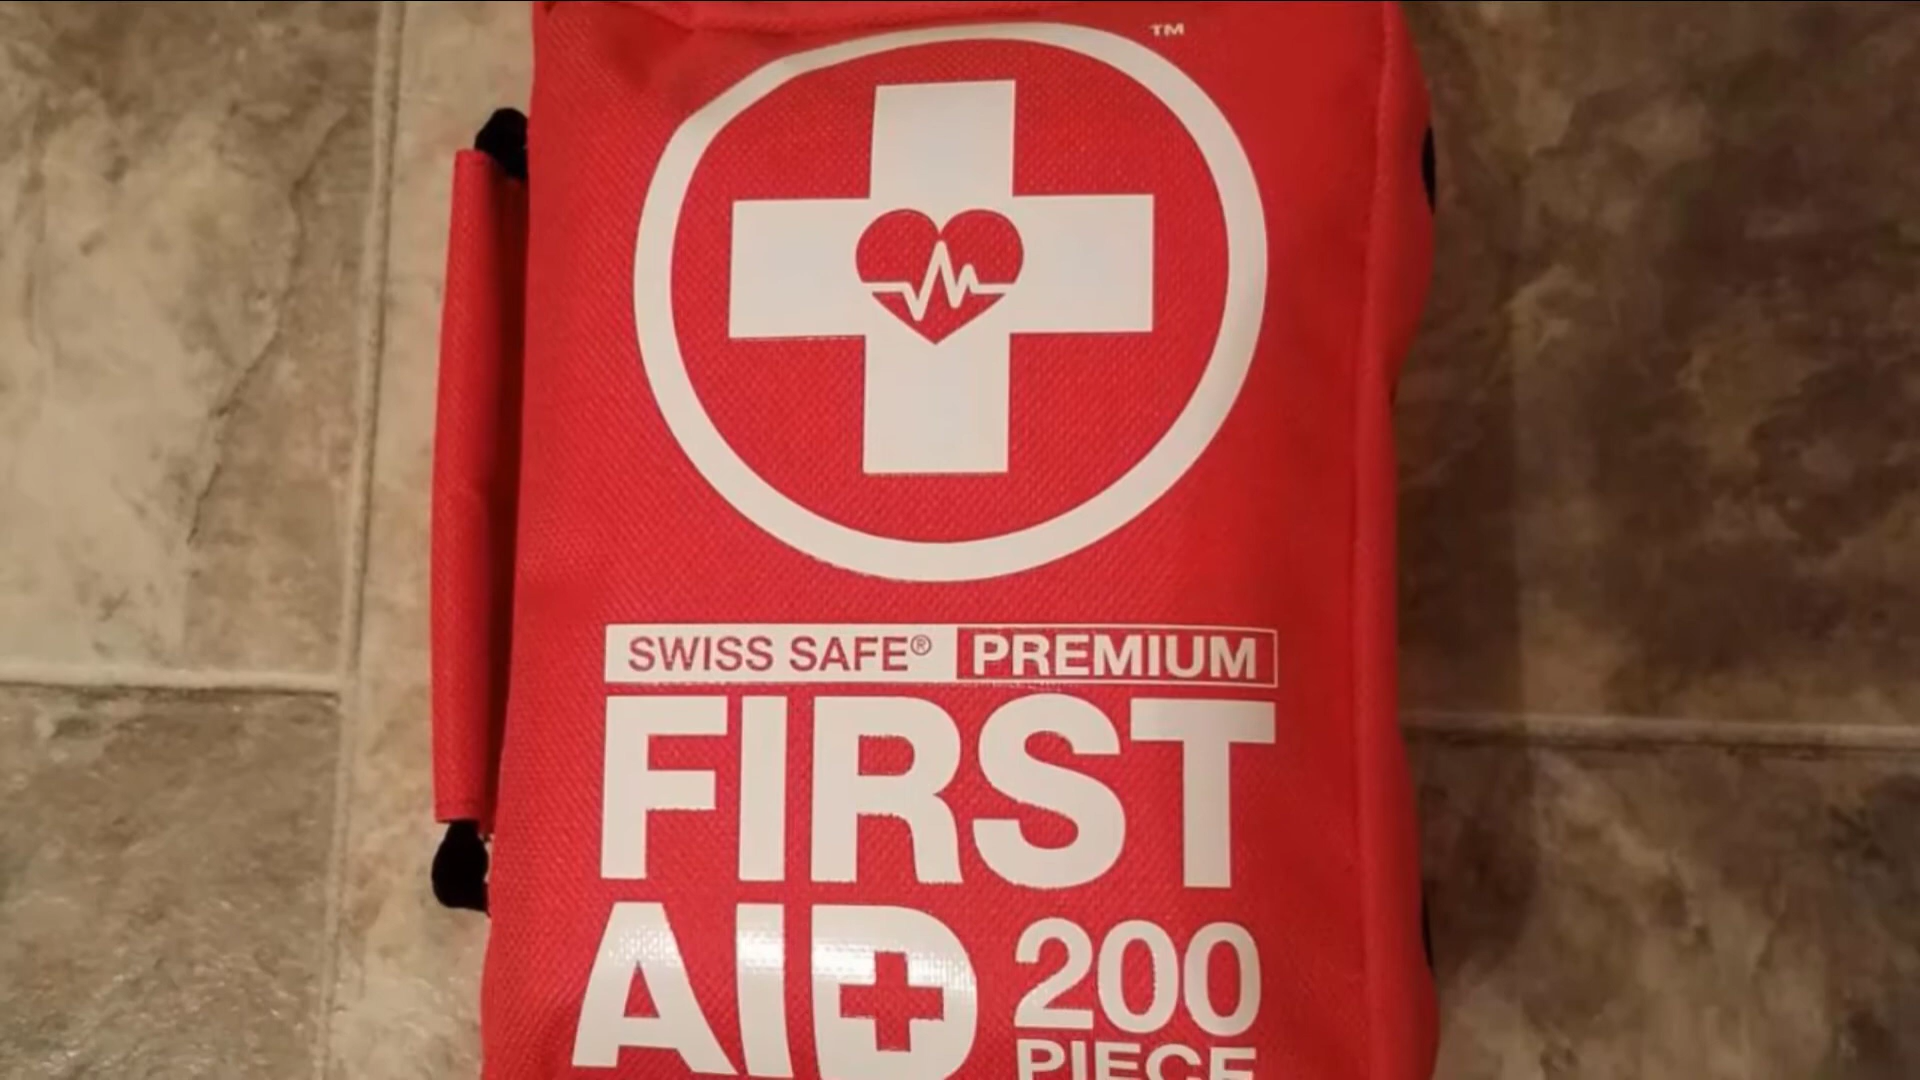 TM
SWISS SAFE® PREMIUM
FIRST
AID 200
PIECE